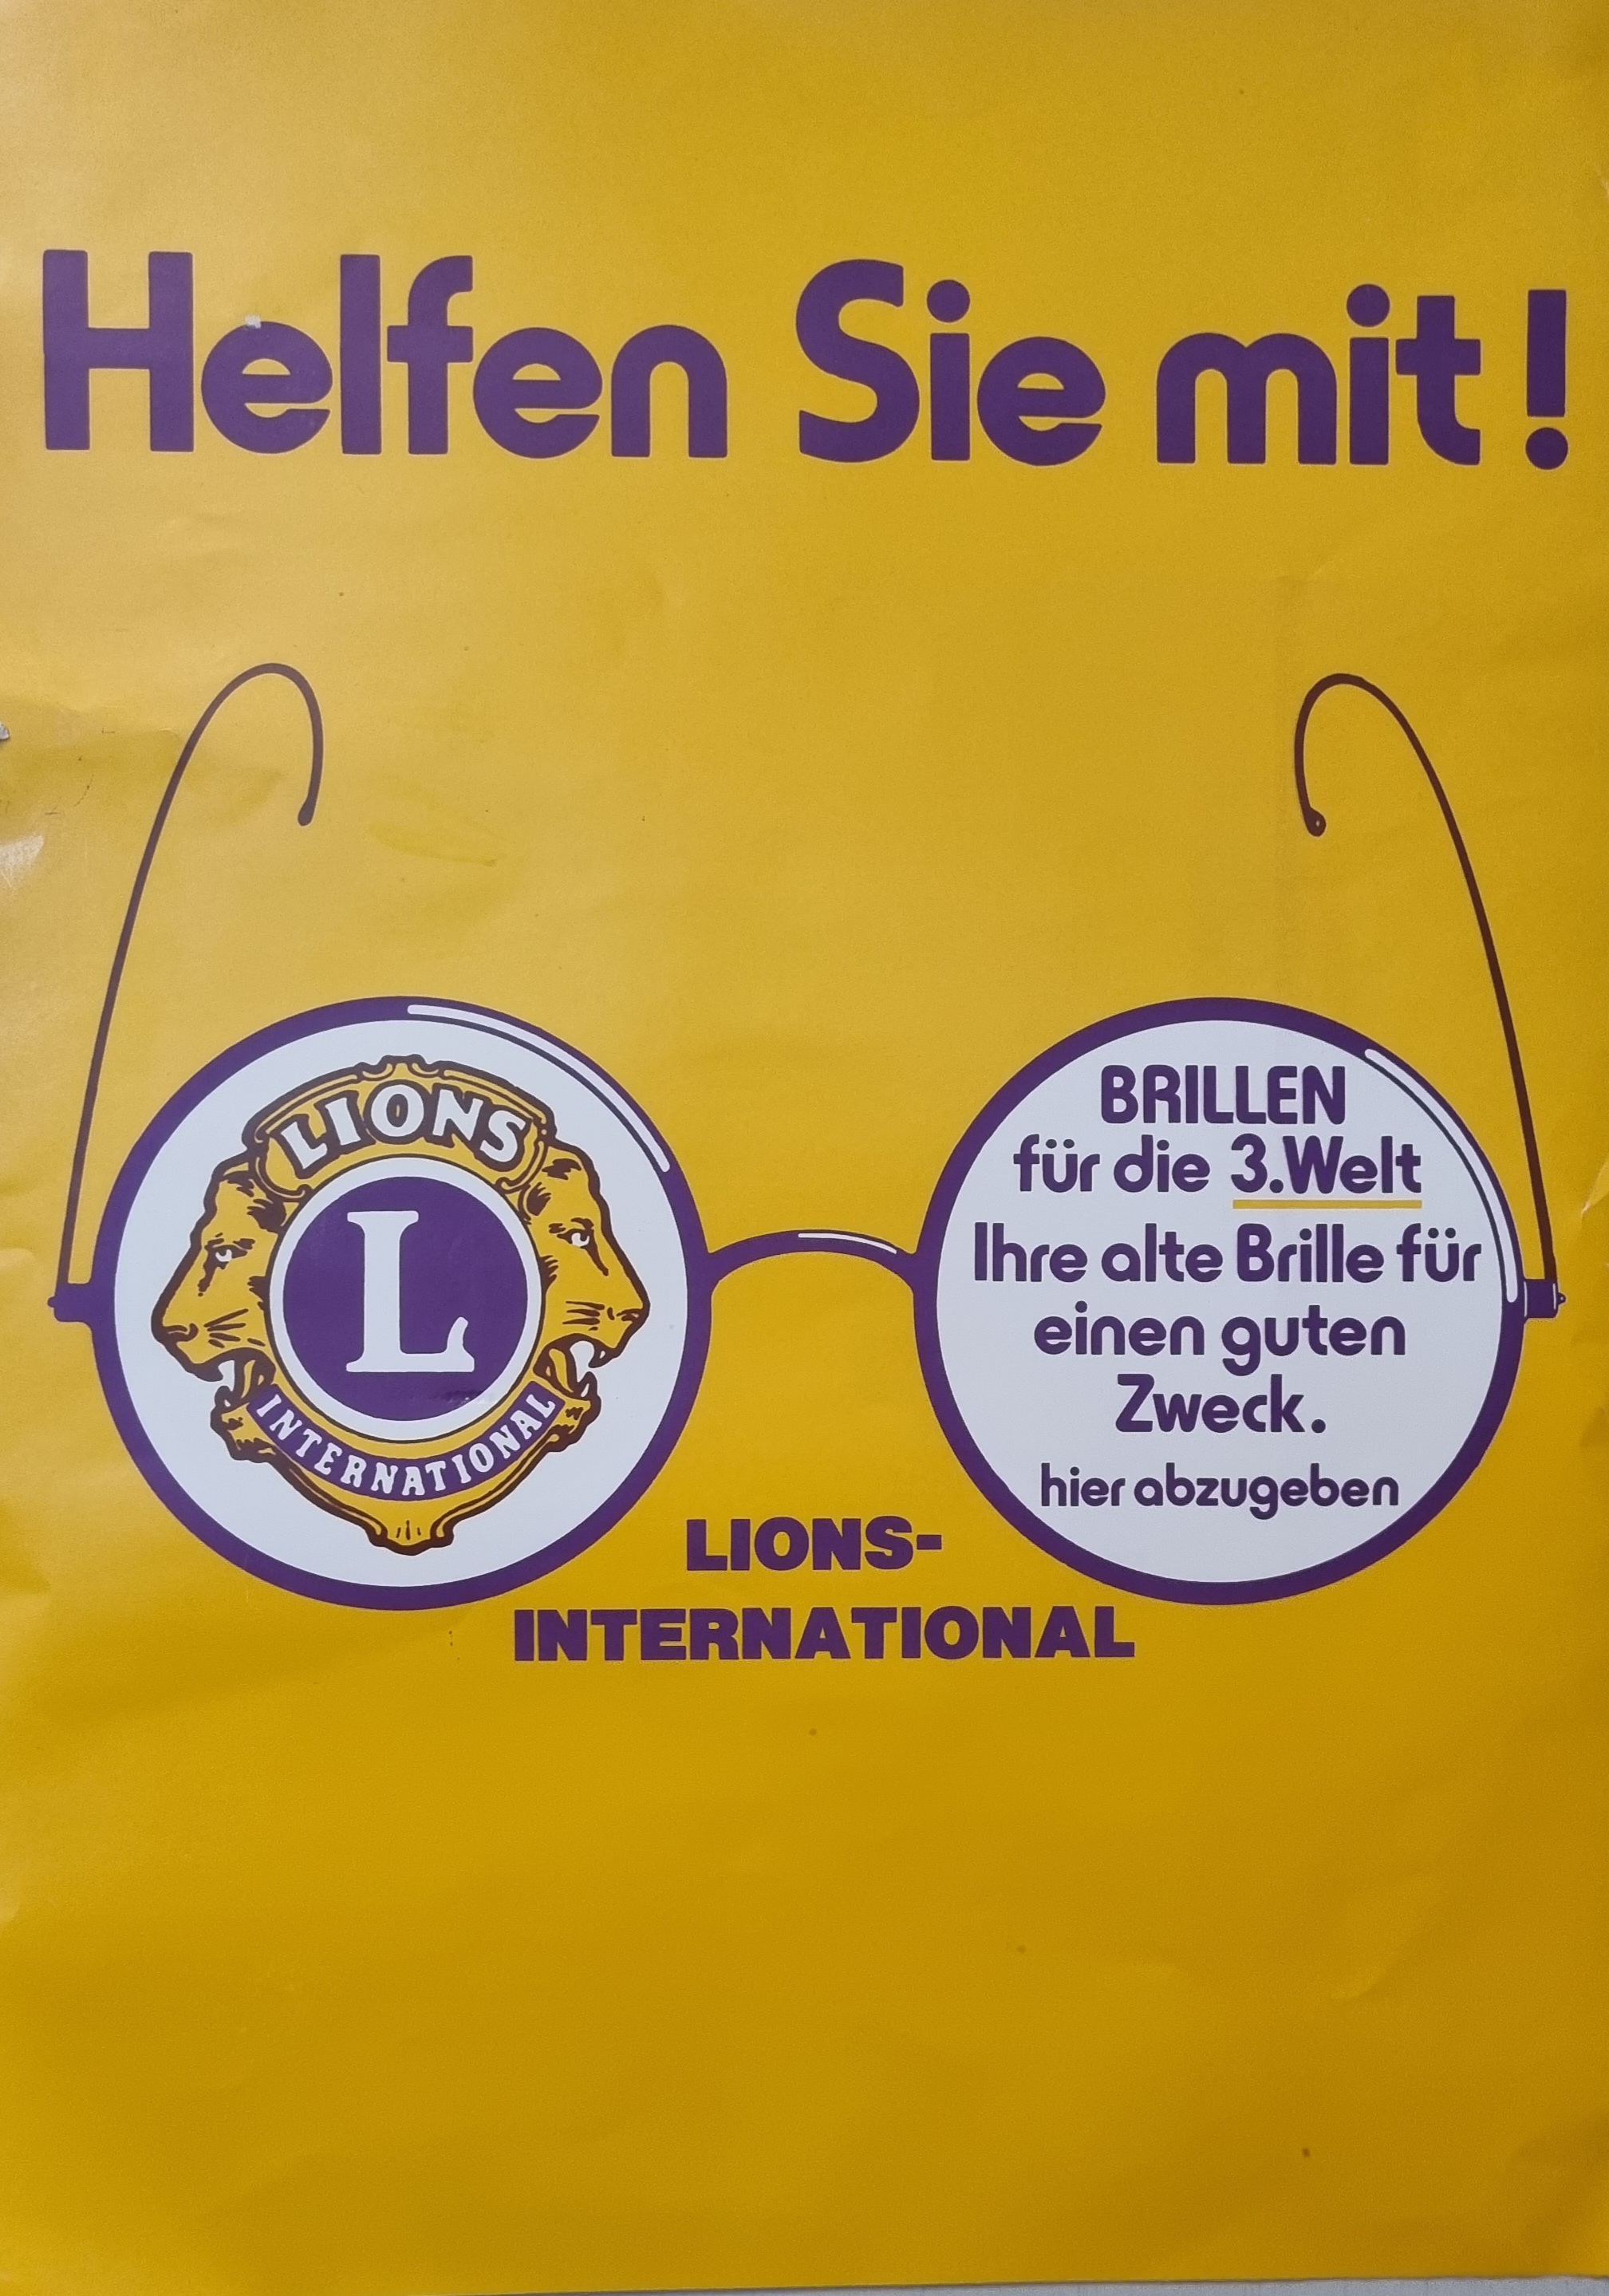 Helfen Sie mit!
LIONS
L
INTERNATIONAL
BRILLEN
für die 3.Welt
Ihre alte Brille für
einen guten
Zweck.
hier abzugeben
LIONS-
INTERNATIONAL